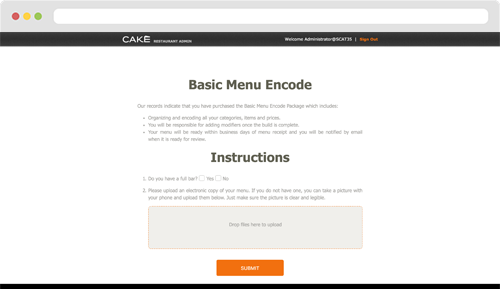 CAKE RESTAURANT ADMIN Welcome Administrator@SCAT35 | Sign Out
Basic Menu Encode
Our records indicate that you have purchased the Basic Menu Encode Package which includes:
• Organizing and encoding all your categories, items and prices.
• You will be responsible for adding modifiers once the build is complete.
• Your menu will be ready within business days of menu receipt and you will be notified by email
when it is ready for review.
Instructions
1. Do you have a full bar? Yes No
2. Please upload an electronic copy of your menu. If you do not have one, you can take a picture with
your phone and upload them below. Just make sure the picture is clear and legible.
Drop files here to upload
SUBMIT